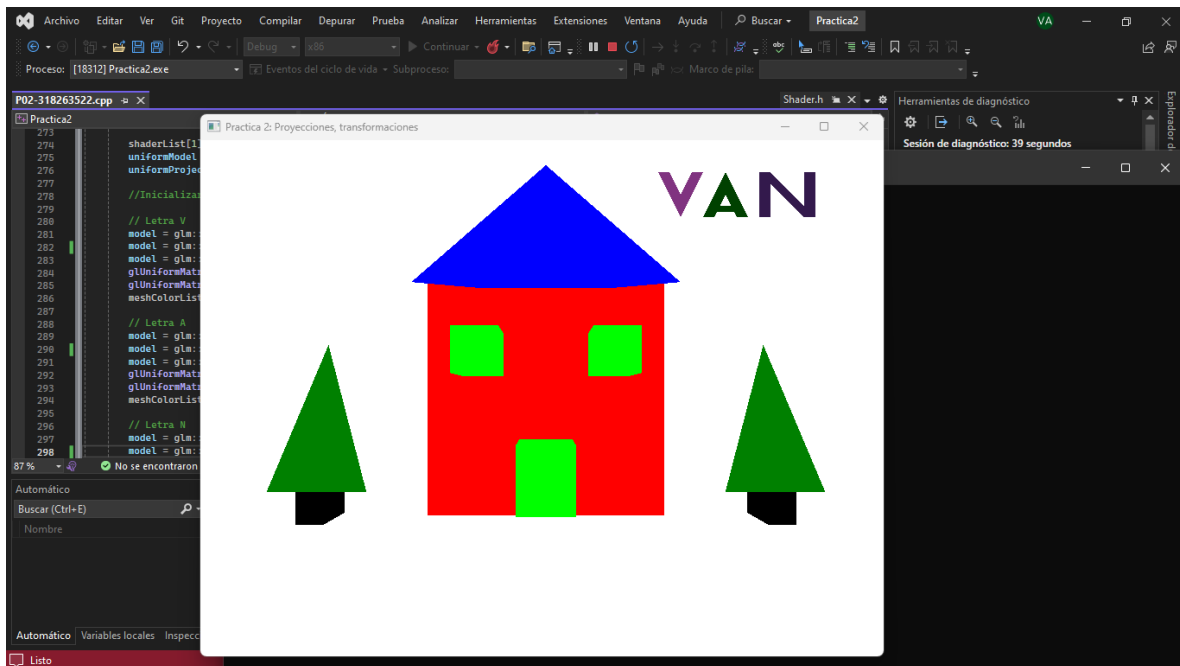 Archivo Editar Ver Git Proyecto Compilar Depurar Prueba Analizar Herramientas Extensiones Ventana Ayuda Buscar Practica2 VA
Debug x86 Continuar
Proceso: [18312] Practica2.exe Eventos del ciclo de vida Subproceso: Marco de pila:
P02-318263522.cpp Shader.h Herramientas de diagnóstico
Practica2
Practica 2: Proyecciones, transformaciones
Sesión de diagnóstico: 39 segundos
VAN
273
274 shaderList[1]
275 uniformModel
276 uniformProjec
277
278 //Inicializar
279
280 // Letra V
281 model = glm::
282 model = glm::
283 model = glm::
284 glUniformMatr
285 glUniformMatr
286 meshColorList
287
288 // Letra A
289 model = glm::
290 model = glm::
291 model = glm::
292 glUniformMatr
293 glUniformMatr
294 meshColorList
295
296 // Letra N
297 model = glm::
298 model = glm::
87 % No se encontraron
Automático
Buscar (Ctrl+E)
Nombre
Automático Variables locales Inspecc
Listo